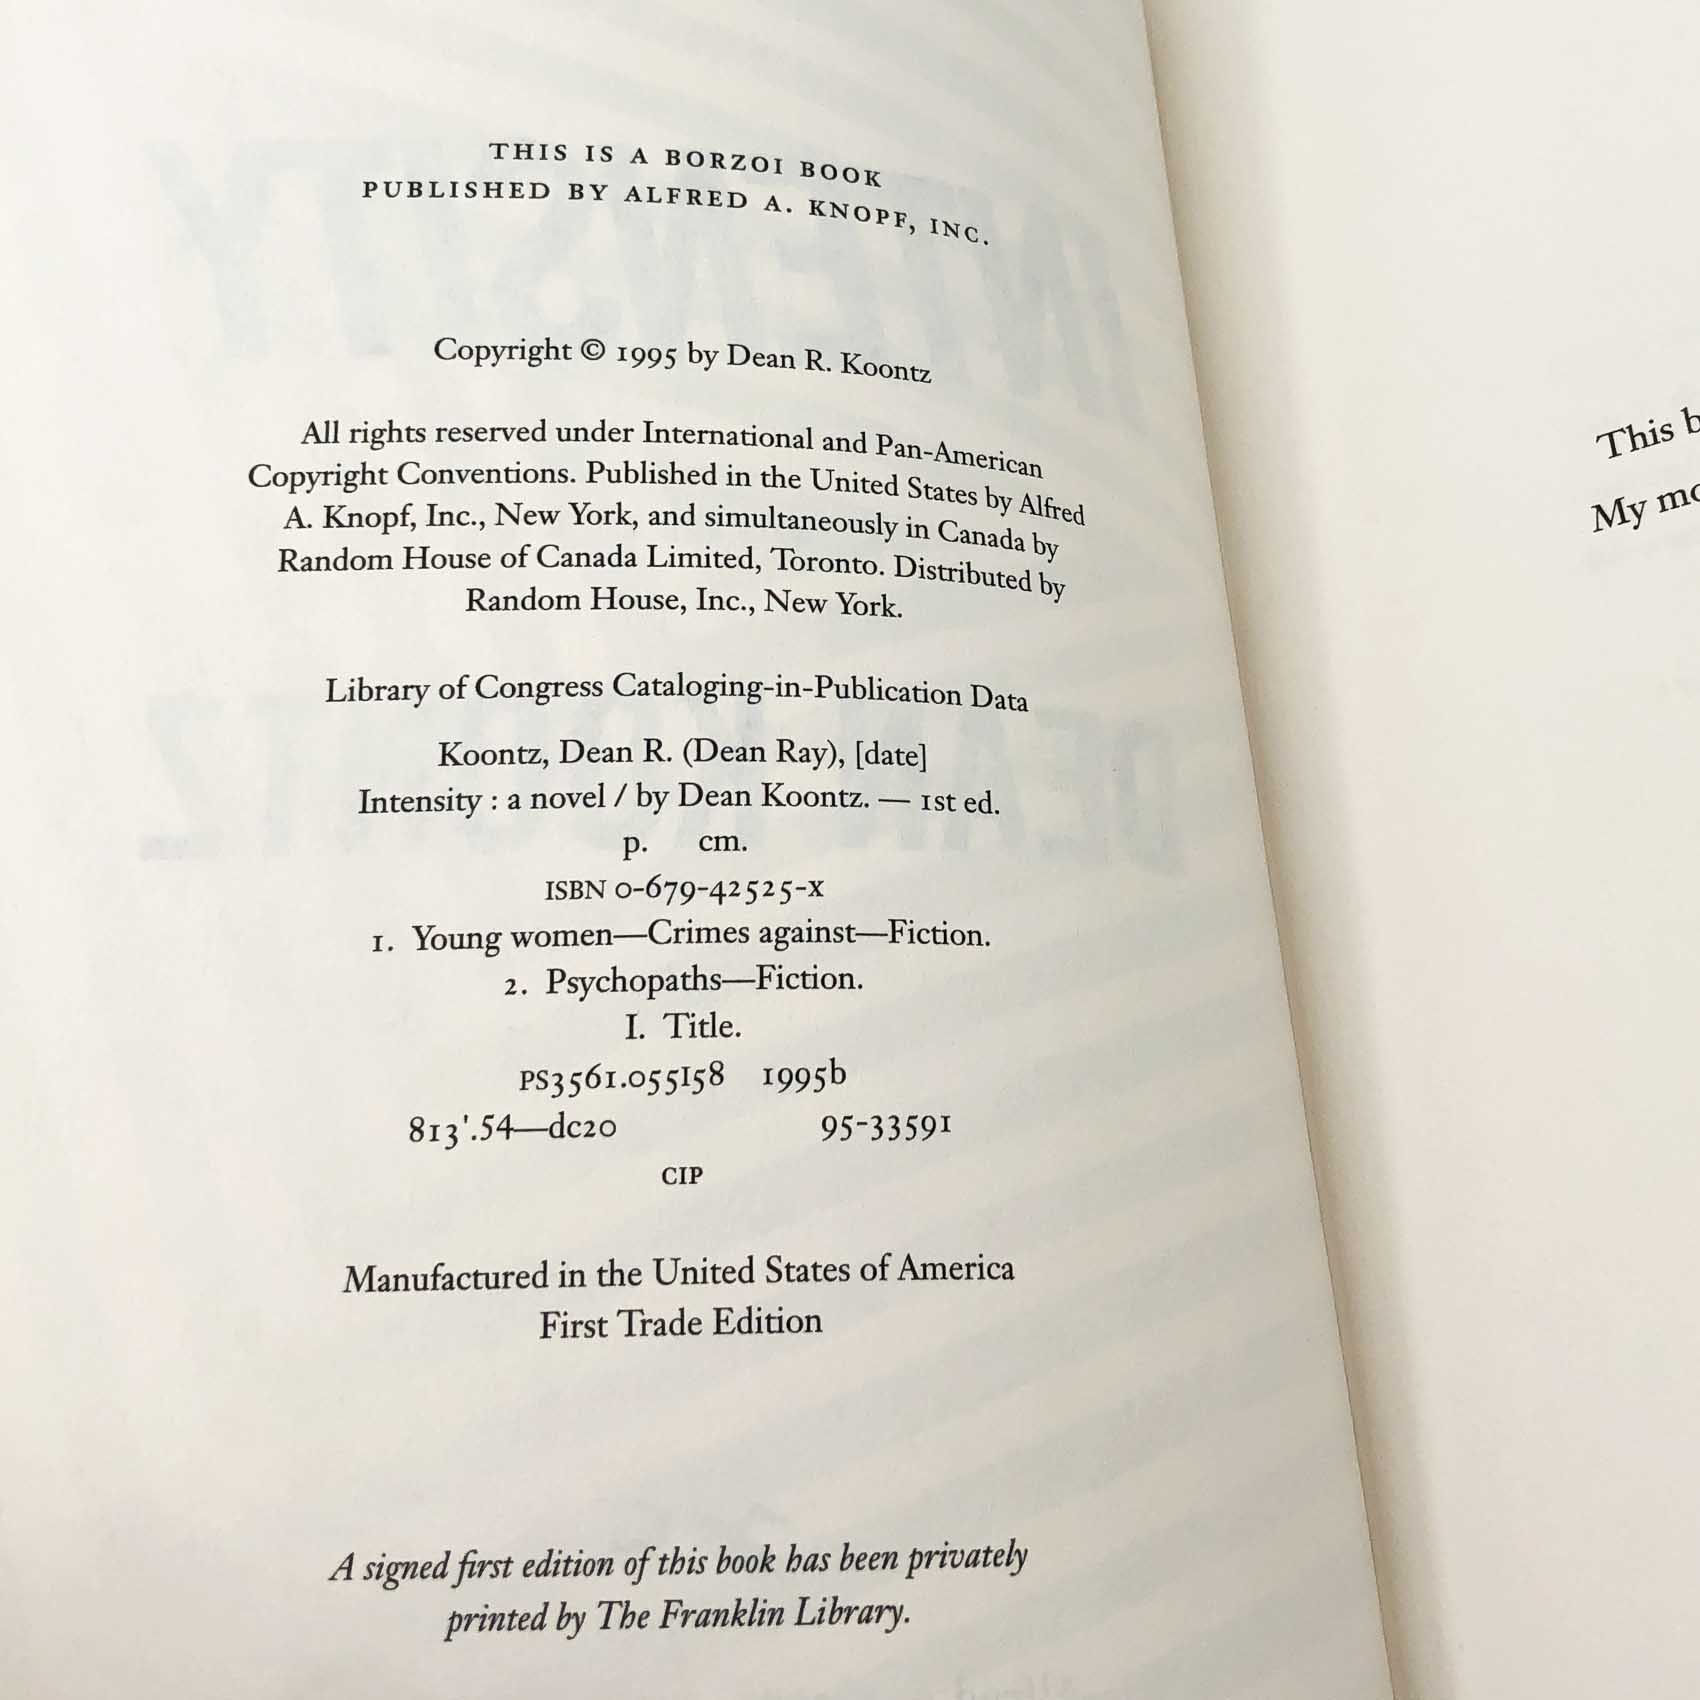 THIS IS A BORZOI BOOK
PUBLISHED BY ALFRED A. KNOPF, INC.
Copyright © 1995 by Dean R. Koontz
All rights reserved under International and Pan-American
Copyright Conventions. Published in the United States by Alfred
A. Knopf, Inc., New York, and simultaneously in Canada by
Random House of Canada Limited, Toronto. Distributed by
Random House, Inc., New York.
Library of Congress Cataloging-in-Publication Data
Koontz, Dean R. (Dean Ray), [date]
Intensity : a novel / by Dean Koontz. — 1st ed.
p. cm.
ISBN 0-679-42525-X
1. Young women—Crimes against—Fiction.
2. Psychopaths—Fiction.
I. Title.
PS3561.O55I58 1995b
813'.54—dc20 95-33591
CIP
Manufactured in the United States of America
First Trade Edition
A signed first edition of this book has been privately
printed by The Franklin Library.
This
My